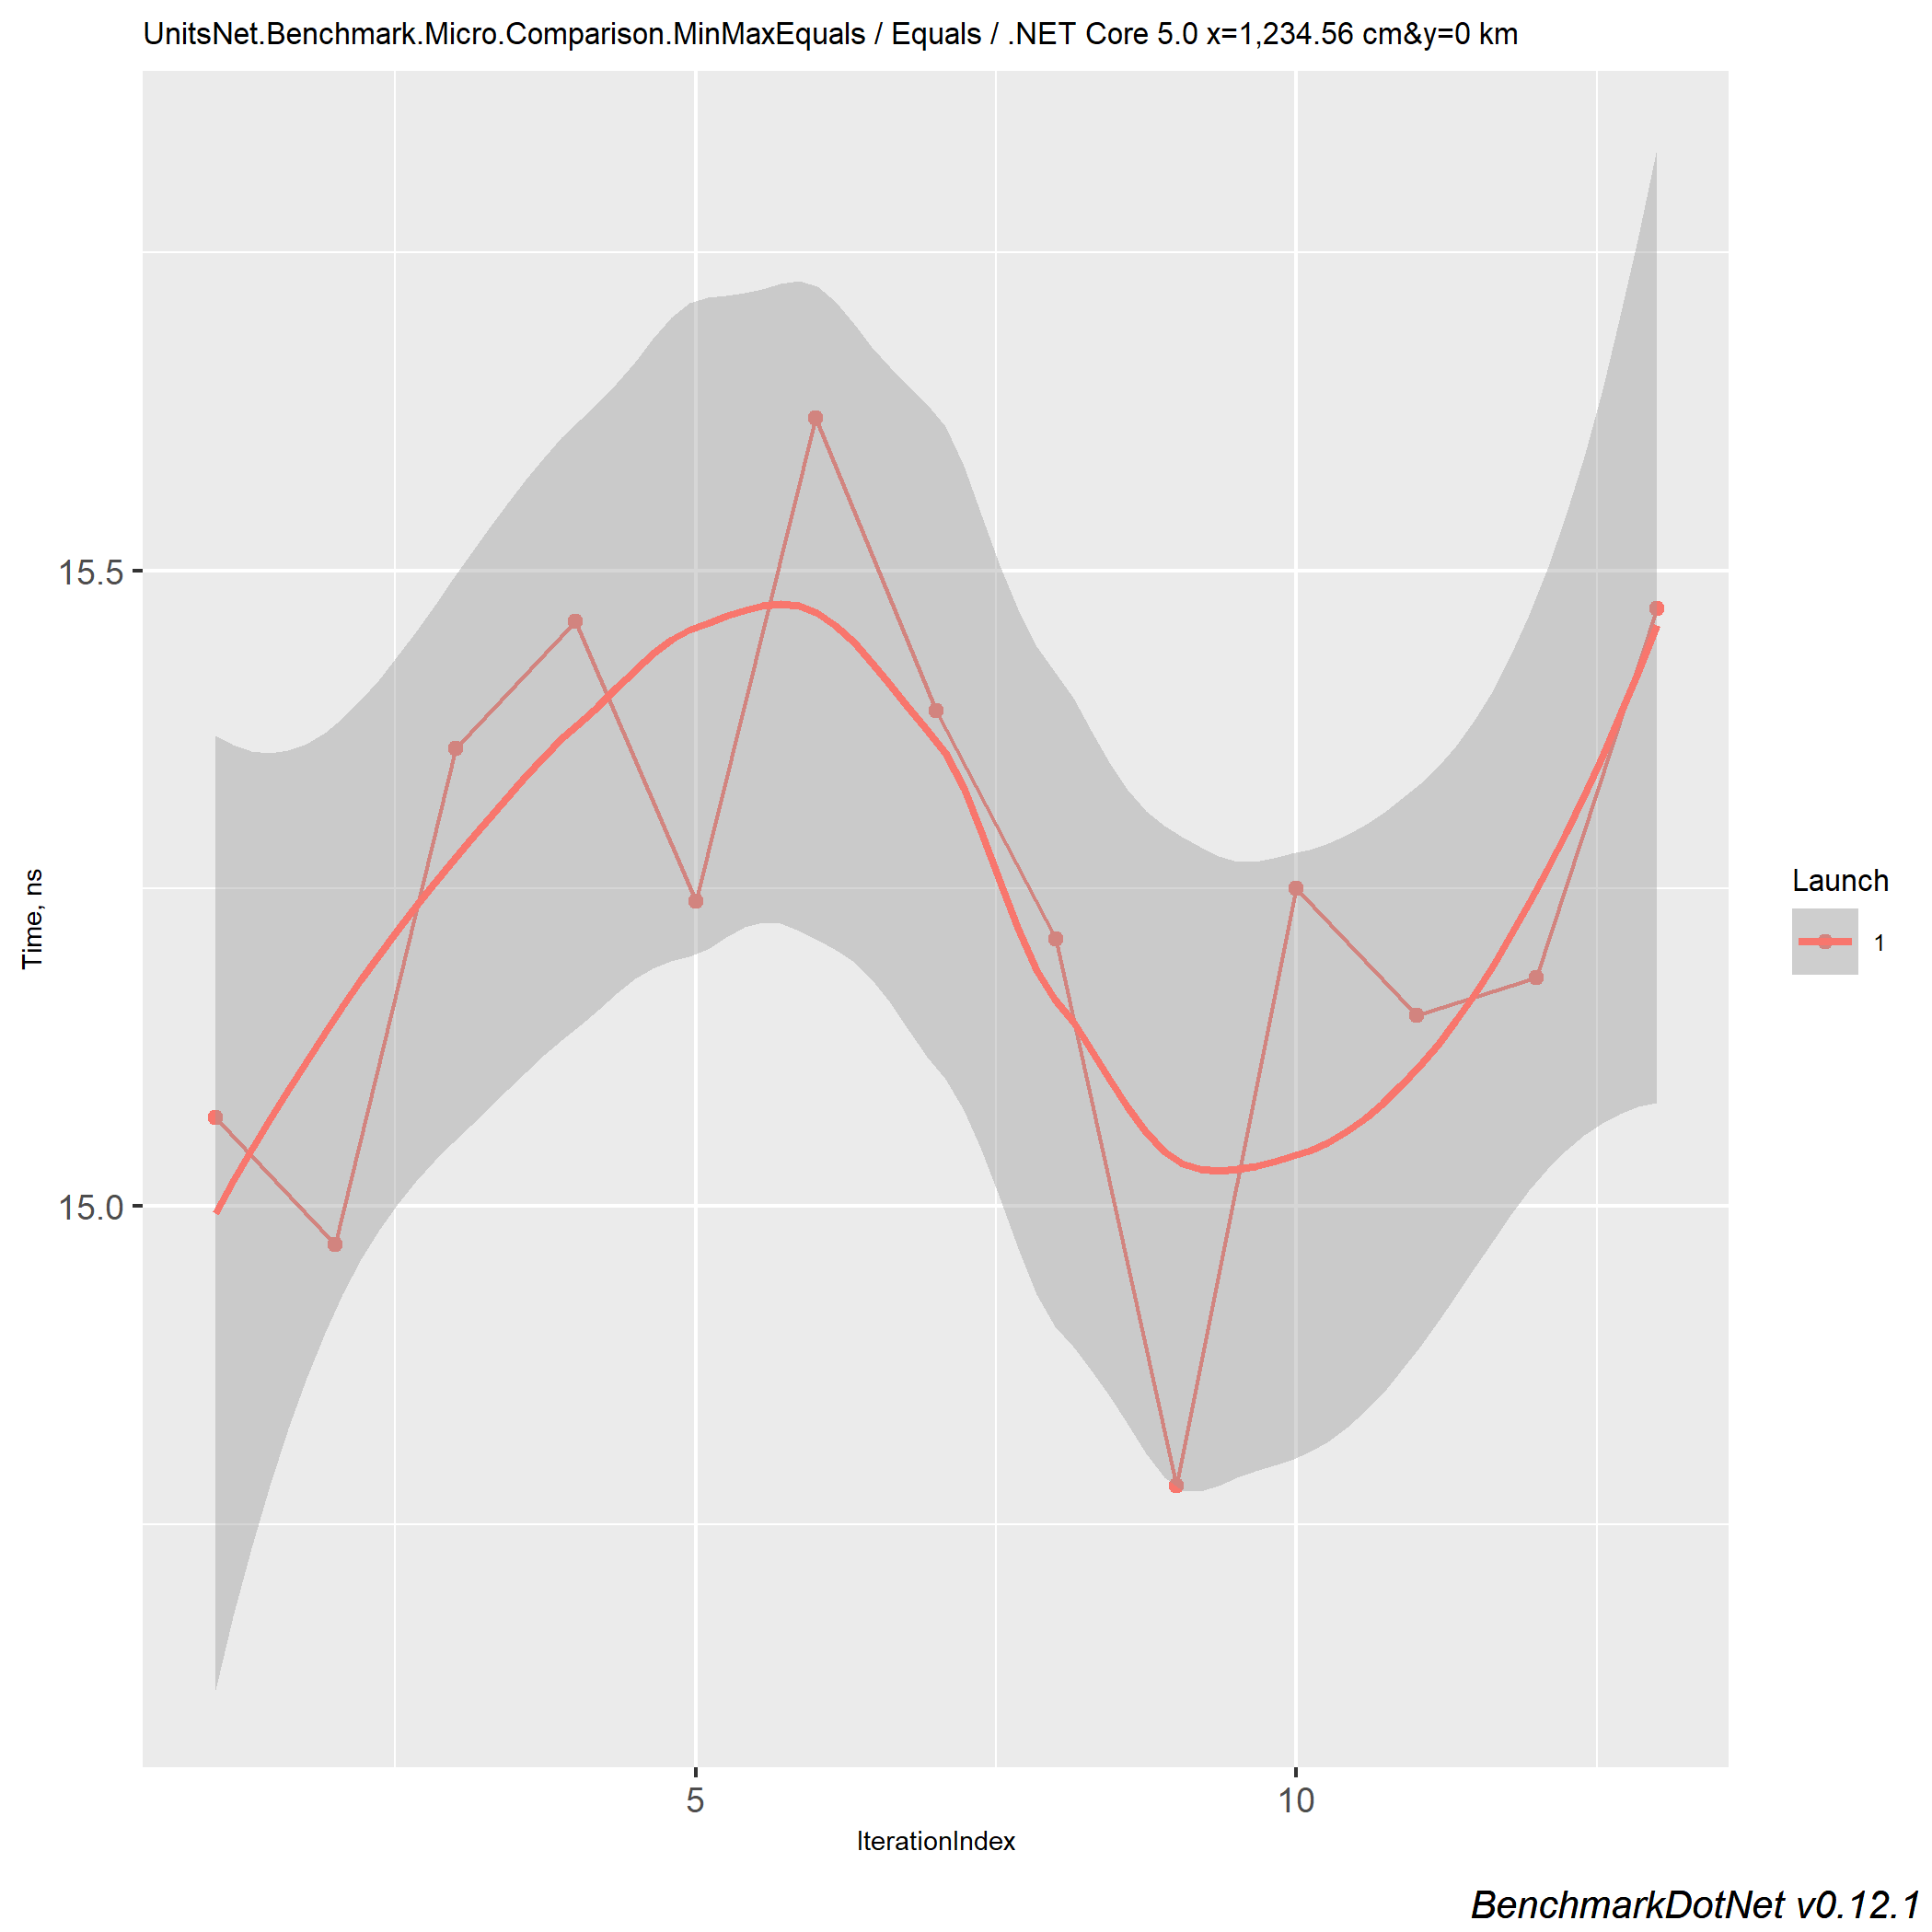 UnitsNet.Benchmark.Micro.Comparison.MinMaxEquals / Equals / .NET Core 5.0 x=1,234.56 cm&y=0 km
15.5
15.0
Time, ns
5
10
IterationIndex
Launch
1
BenchmarkDotNet v0.12.1